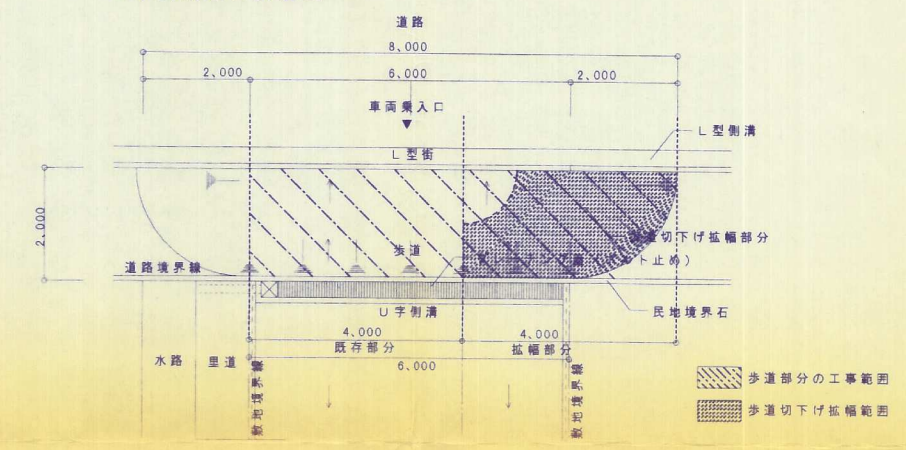 道路
8,000
2,000
6,000
2,000
車両乗入口
L型側溝
L型街
2,000
切下げ拡幅部分
歩道
ト止め)
道路境界線
U字側溝
民地境界石
4,000
4,000
既存部分
拡幅部分
水路
里道
6,000
敷地境界線
敷地境界線
歩道部分の工事範囲
歩道切下げ拡幅範囲